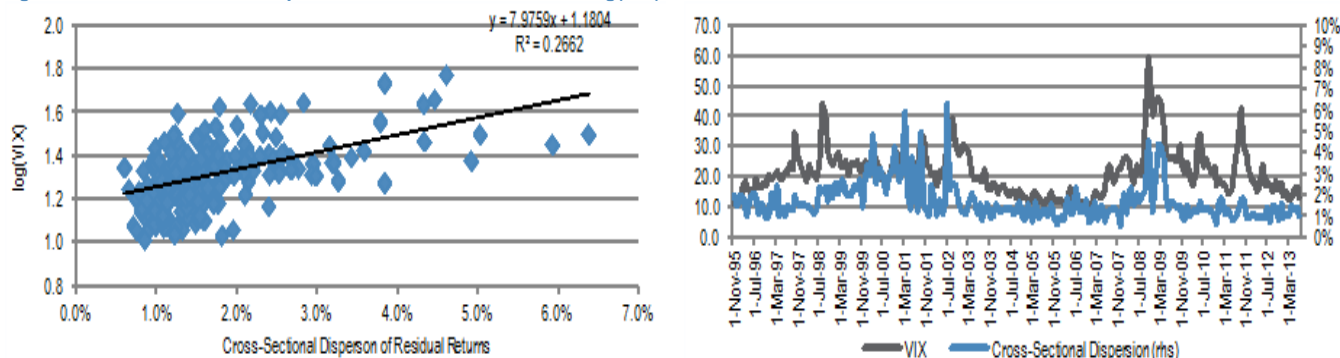 y = 7.9759x + 1.1804
R² = 0.2662
2.0
1.8
1.6
1.4
1.2
1.0
0.8
log(VIX)
0.0%
1.0%
2.0%
3.0%
4.0%
5.0%
6.0%
7.0%
Cross-Sectional Disperson of Residual Returns
70.0
60.0
50.0
40.0
30.0
20.0
10.0
0.0
10%
9%
8%
7%
6%
5%
4%
3%
2%
1%
0%
1-Nov-95
1-Jul-96
1-Mar-97
1-Nov-97
1-Jul-98
1-Mar-99
1-Nov-99
1-Jul-00
1-Mar-01
1-Nov-01
1-Jul-02
1-Mar-03
1-Nov-03
1-Jul-04
1-Mar-05
1-Nov-05
1-Jul-06
1-Mar-07
1-Nov-07
1-Jul-08
1-Mar-09
1-Nov-09
1-Jul-10
1-Mar-11
1-Nov-11
1-Jul-12
1-Mar-13
VIX
Cross-Sectional Dispersion (rhs)